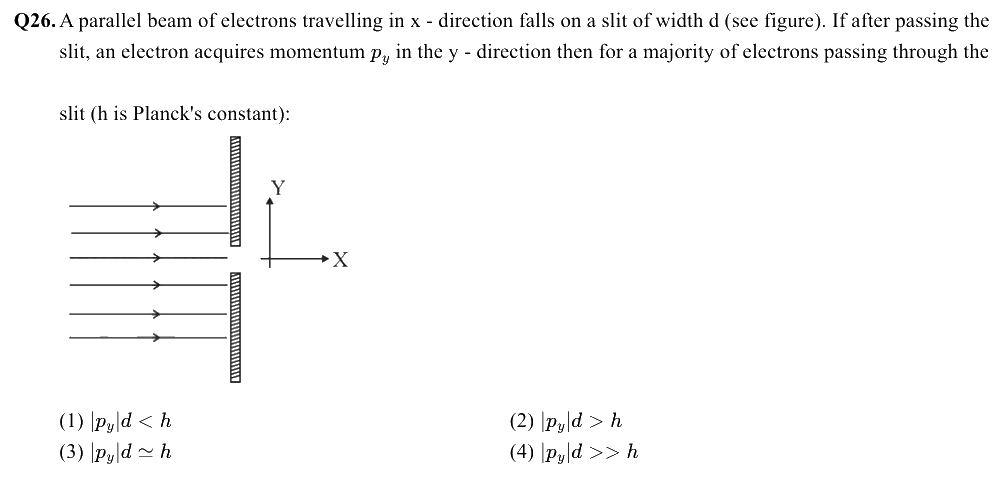 Q26. A parallel beam of electrons travelling in x - direction falls on a slit of width d (see figure). If after passing the
slit, an electron acquires momentum p_y in the y - direction then for a majority of electrons passing through the
slit (h is Planck's constant):
Y
X
(1) |p_y|d < h (2) |p_y|d > h
(3) |p_y|d ≃ h (4) |p_y|d >> h